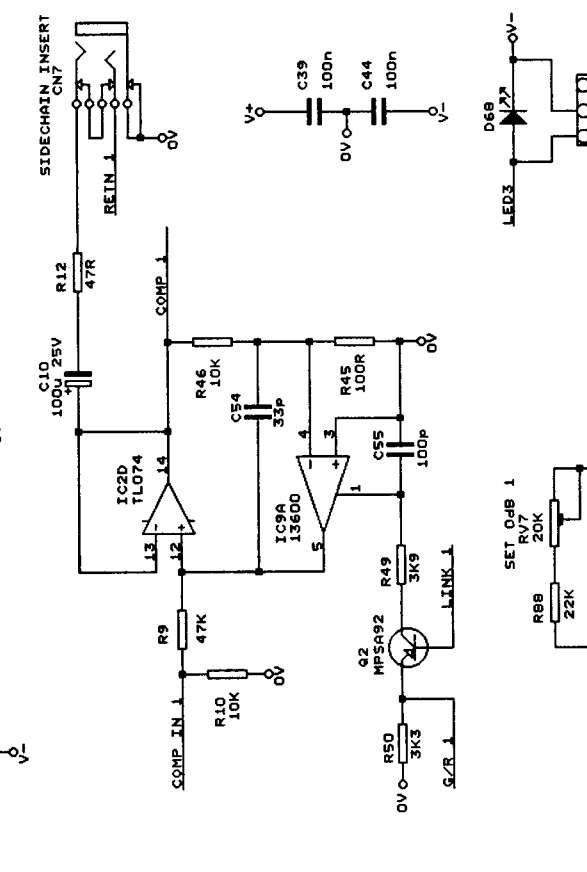 SIDECHAIN INSERT
CN7
REIN 1
0V
C39
100n
C44
100n
V+
0V
V-
V-
D68
LED3
R12
47R
COMP 1
C10
100u 25V
+
R46
10K
C54
33p
R45
100R
0V
14
IC2D
TL074
-
+
13
12
4
3
-
+
IC9A
13600
1
5
C55
100p
R9
47K
R49
3K9
LINK 1
SET 0dB 1
RV7
20K
R88
22K
Q2
MPSA92
R10
10K
0V
COMP IN 1
R50
3K3
0V
G/R 1
V-